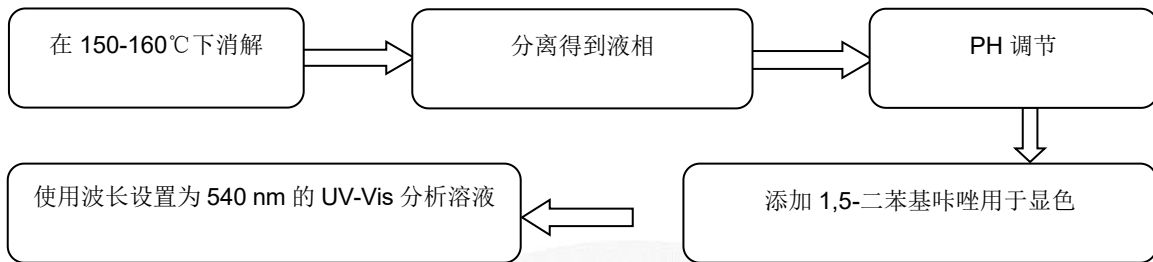 在 150-160℃下消解
分离得到液相
PH 调节
添加 1,5-二苯基咔唑用于显色
使用波长设置为 540 nm 的 UV-Vis 分析溶液